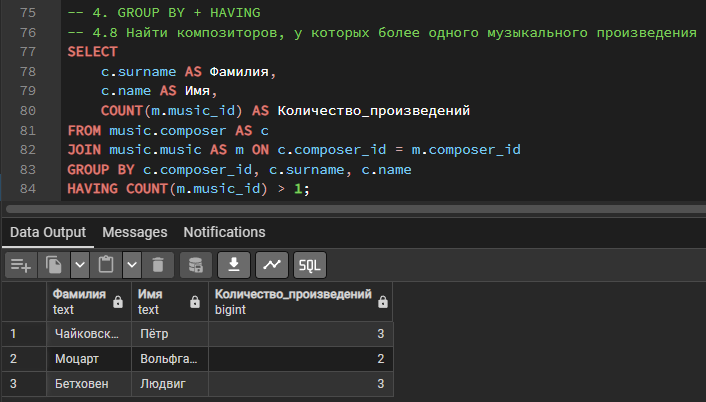 75 -- 4. GROUP BY + HAVING
76 -- 4.8 Найти композиторов, у которых более одного музыкального произведения
77 SELECT
78 c.surname AS Фамилия,
79 c.name AS Имя,
80 COUNT(m.music_id) AS Количество_произведений
81 FROM music.composer AS c
82 JOIN music.music AS m ON c.composer_id = m.composer_id
83 GROUP BY c.composer_id, c.surname, c.name
84 HAVING COUNT(m.music_id) > 1;
Data Output Messages Notifications
SQL
Фамилия Имя Количество_произведений
text text bigint
1 Чайковск... Пётр 3
2 Моцарт Вольфга... 2
3 Бетховен Людвиг 3